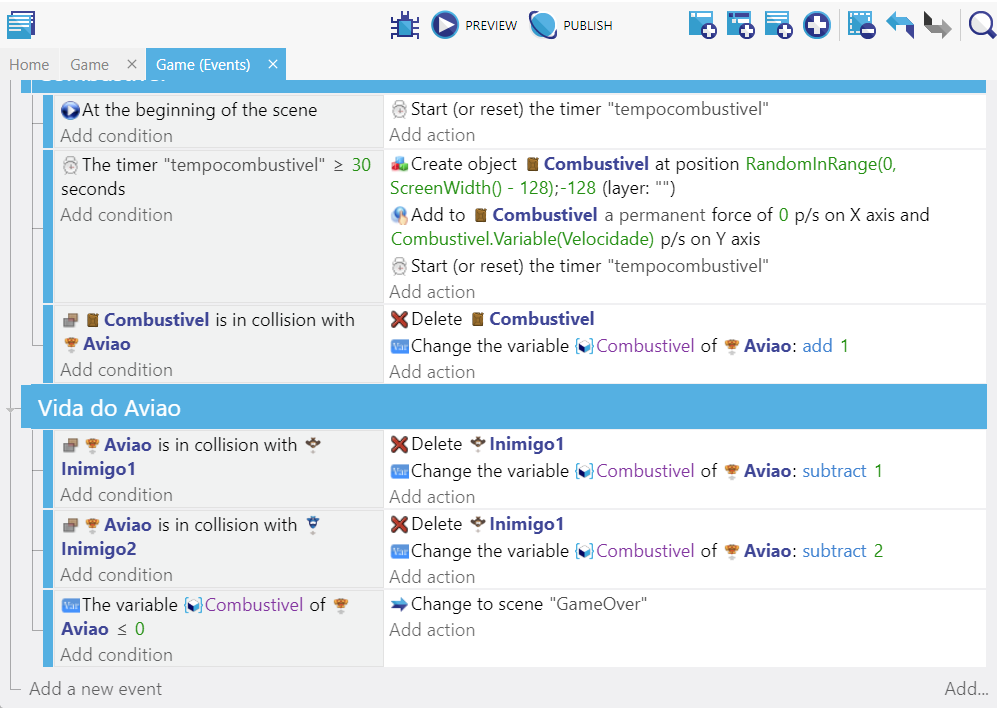 PREVIEW PUBLISH
Home Game × Game (Events) ×
At the beginning of the scene
Add condition
Start (or reset) the timer "tempocombustivel"
Add action
The timer "tempocombustivel" ≥ 30
seconds
Add condition
Create object Combustivel at position RandomInRange(0,
ScreenWidth() - 128);-128 (layer: "")
Add to Combustivel a permanent force of 0 p/s on X axis and
Combustivel.Variable(Velocidade) p/s on Y axis
Start (or reset) the timer "tempocombustivel"
Add action
Combustivel is in collision with
Aviao
Add condition
Delete Combustivel
Var Change the variable Combustivel of Aviao: add 1
Add action
Vida do Aviao
Aviao is in collision with
Inimigo1
Add condition
Delete Inimigo1
Var Change the variable Combustivel of Aviao: subtract 1
Add action
Aviao is in collision with
Inimigo2
Add condition
Delete Inimigo1
Var Change the variable Combustivel of Aviao: subtract 2
Add action
Var The variable Combustivel of
Aviao ≤ 0
Add condition
Change to scene "GameOver"
Add action
Add a new event Add...